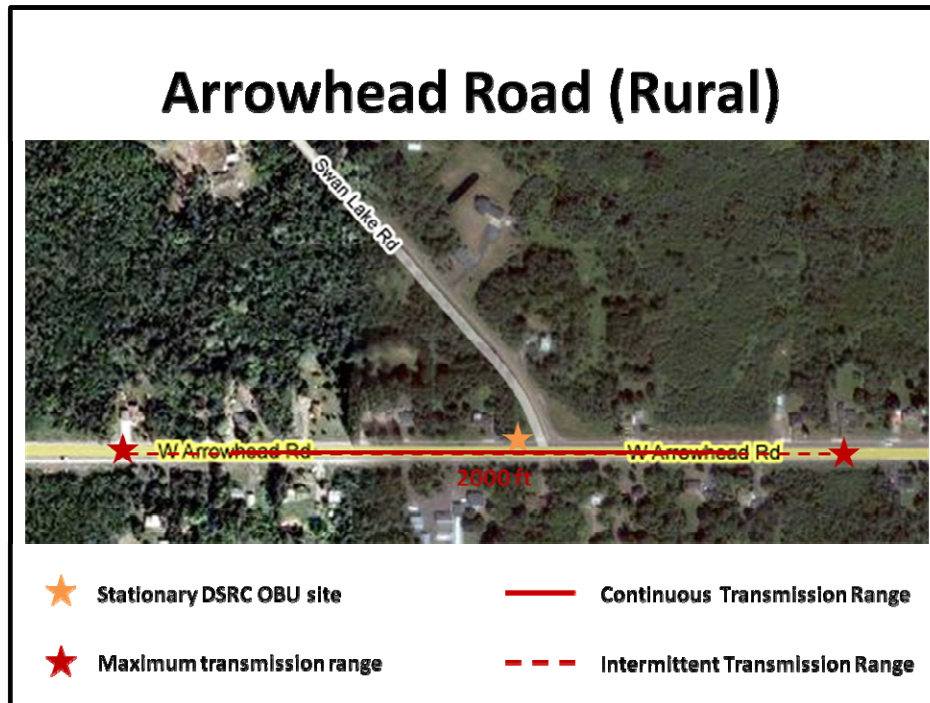 Arrowhead Road (Rural)
Swan Lake Rd
W Arrowhead Rd
W Arrowhead Rd
2000 ft
Stationary DSRC OBU site
Continuous Transmission Range
Maximum transmission range
Intermittent Transmission Range